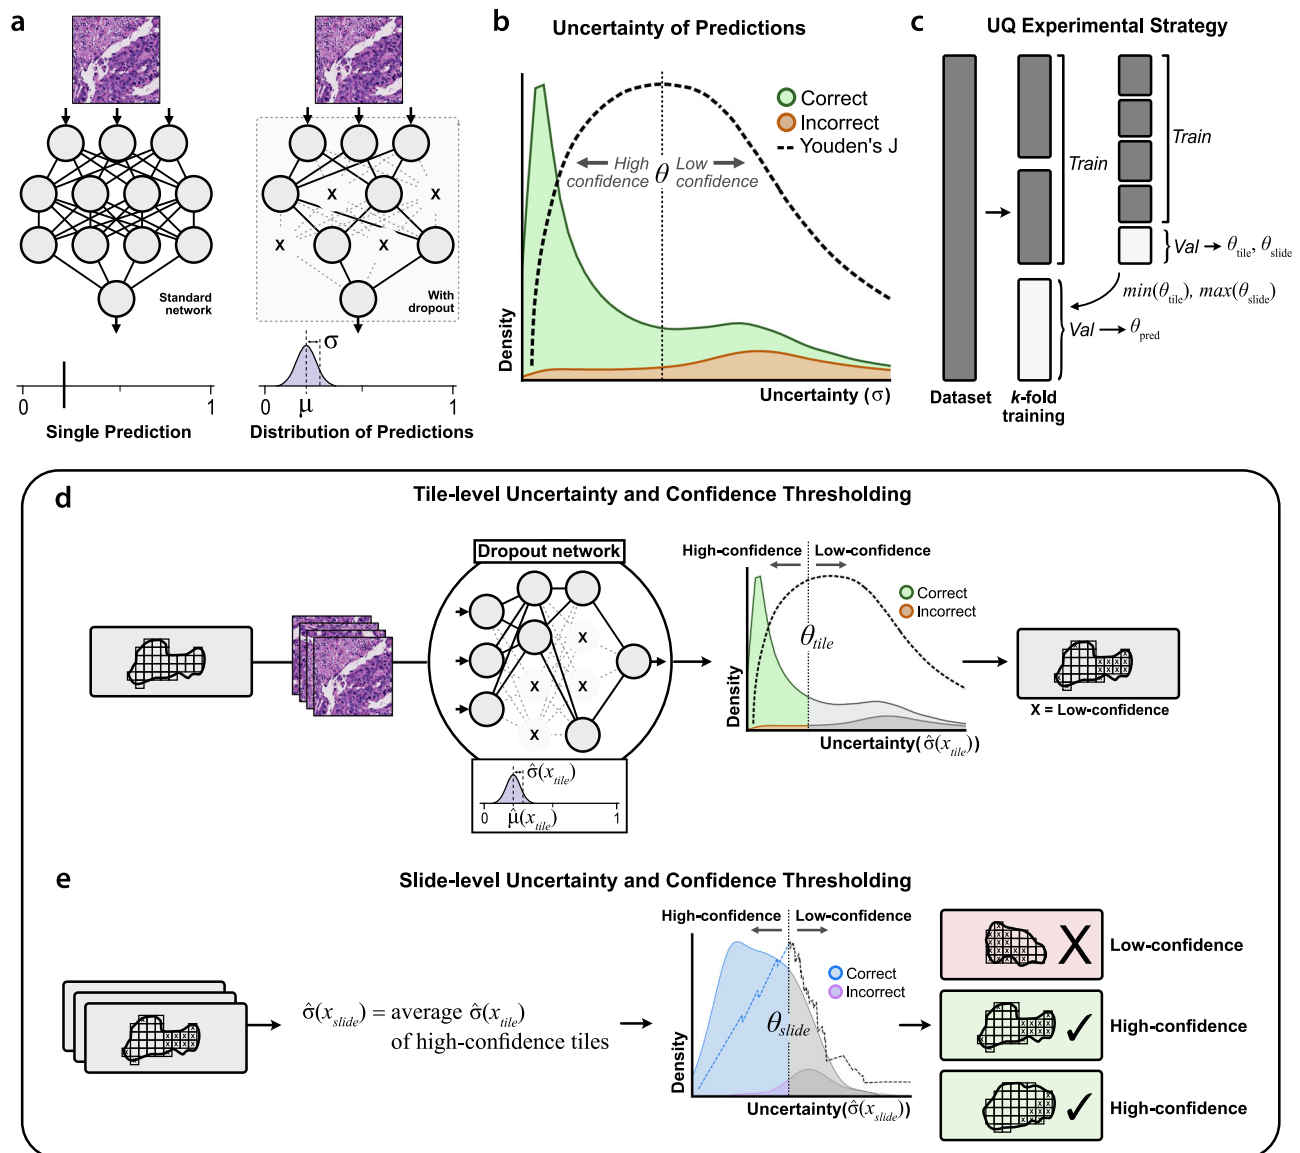 a
Standard
network
0
1
Single Prediction
X
X
X
X
With
dropout
σ
0
μ
1
Distribution of Predictions
b
Uncertainty of Predictions
Correct
Incorrect
Youden's J
High
confidence
θ
Low
confidence
Density
Uncertainty (σ)
c
UQ Experimental Strategy
Train
Train
Val → θtile, θslide
min(θtile), max(θslide)
Val → θpred
Dataset
k-fold
training
d
Tile-level Uncertainty and Confidence Thresholding
Dropout network
X
X
X
X
σ̂(xtile)
0
1
μ̂(xtile)
High-confidence
Low-confidence
Correct
Incorrect
θtile
Density
Uncertainty(σ̂(xtile))
X X X X X X X X
X = Low-confidence
e
Slide-level Uncertainty and Confidence Thresholding
σ̂(xslide) = average σ̂(xtile)
of high-confidence tiles
High-confidence
Low-confidence
Correct
Incorrect
θslide
Density
Uncertainty(σ̂(xslide))
X
Low-confidence
✓
High-confidence
✓
High-confidence